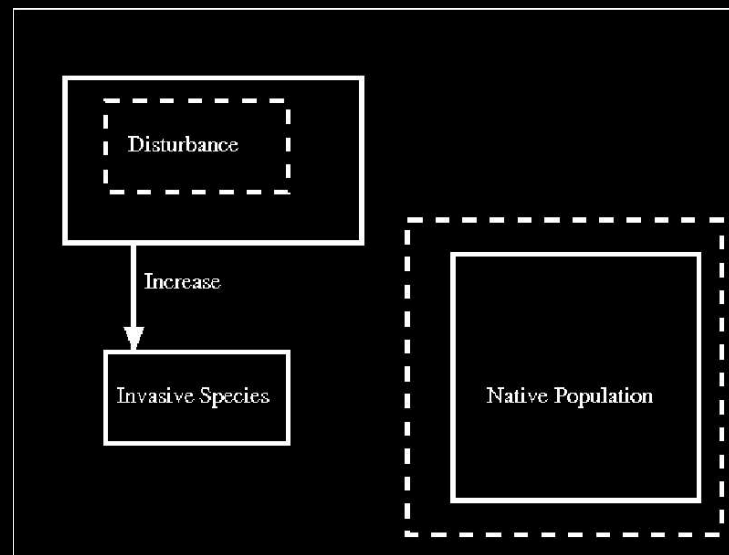 Disturbance
Increase
Invasive Species
Native Population